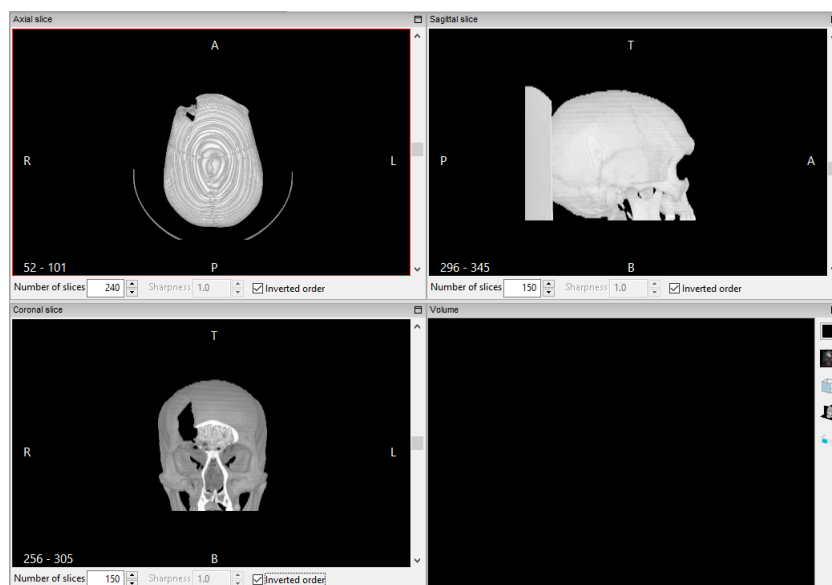 Axial slice
A
R
L
52 - 101
P
Number of slices 240 Sharpness 1.0 Inverted order
Sagittal slice
T
P
A
296 - 345
B
Number of slices 150 Sharpness 1.0 Inverted order
Coronal slice
T
R
L
256 - 305
B
Number of slices 150 Sharpness 1.0 Inverted order
Volume